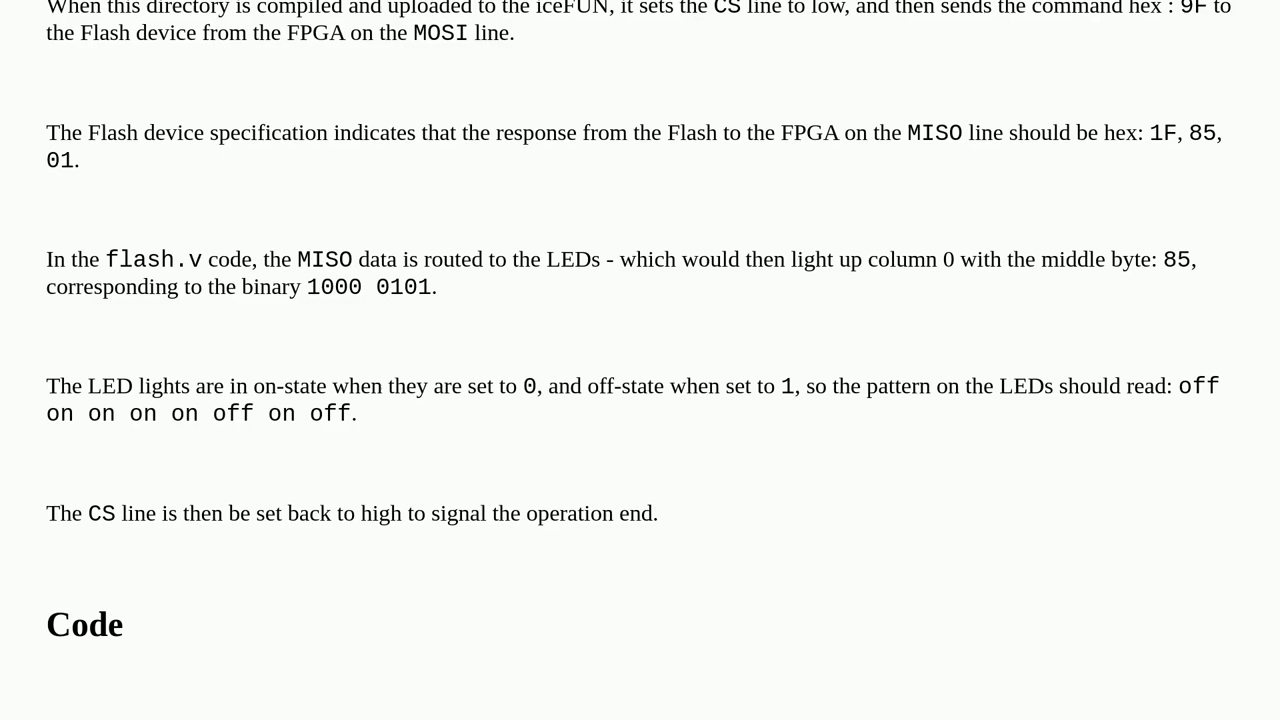 When this directory is compiled and uploaded to the iceFUN, it sets the CS line to low, and then sends the command hex : 9F to
the Flash device from the FPGA on the MOSI line.
The Flash device specification indicates that the response from the Flash to the FPGA on the MISO line should be hex: 1F, 85,
01.
In the flash.v code, the MISO data is routed to the LEDs - which would then light up column 0 with the middle byte: 85,
corresponding to the binary 1000 0101.
The LED lights are in on-state when they are set to 0, and off-state when set to 1, so the pattern on the LEDs should read: off
on on on on off on off.
The CS line is then be set back to high to signal the operation end.
Code